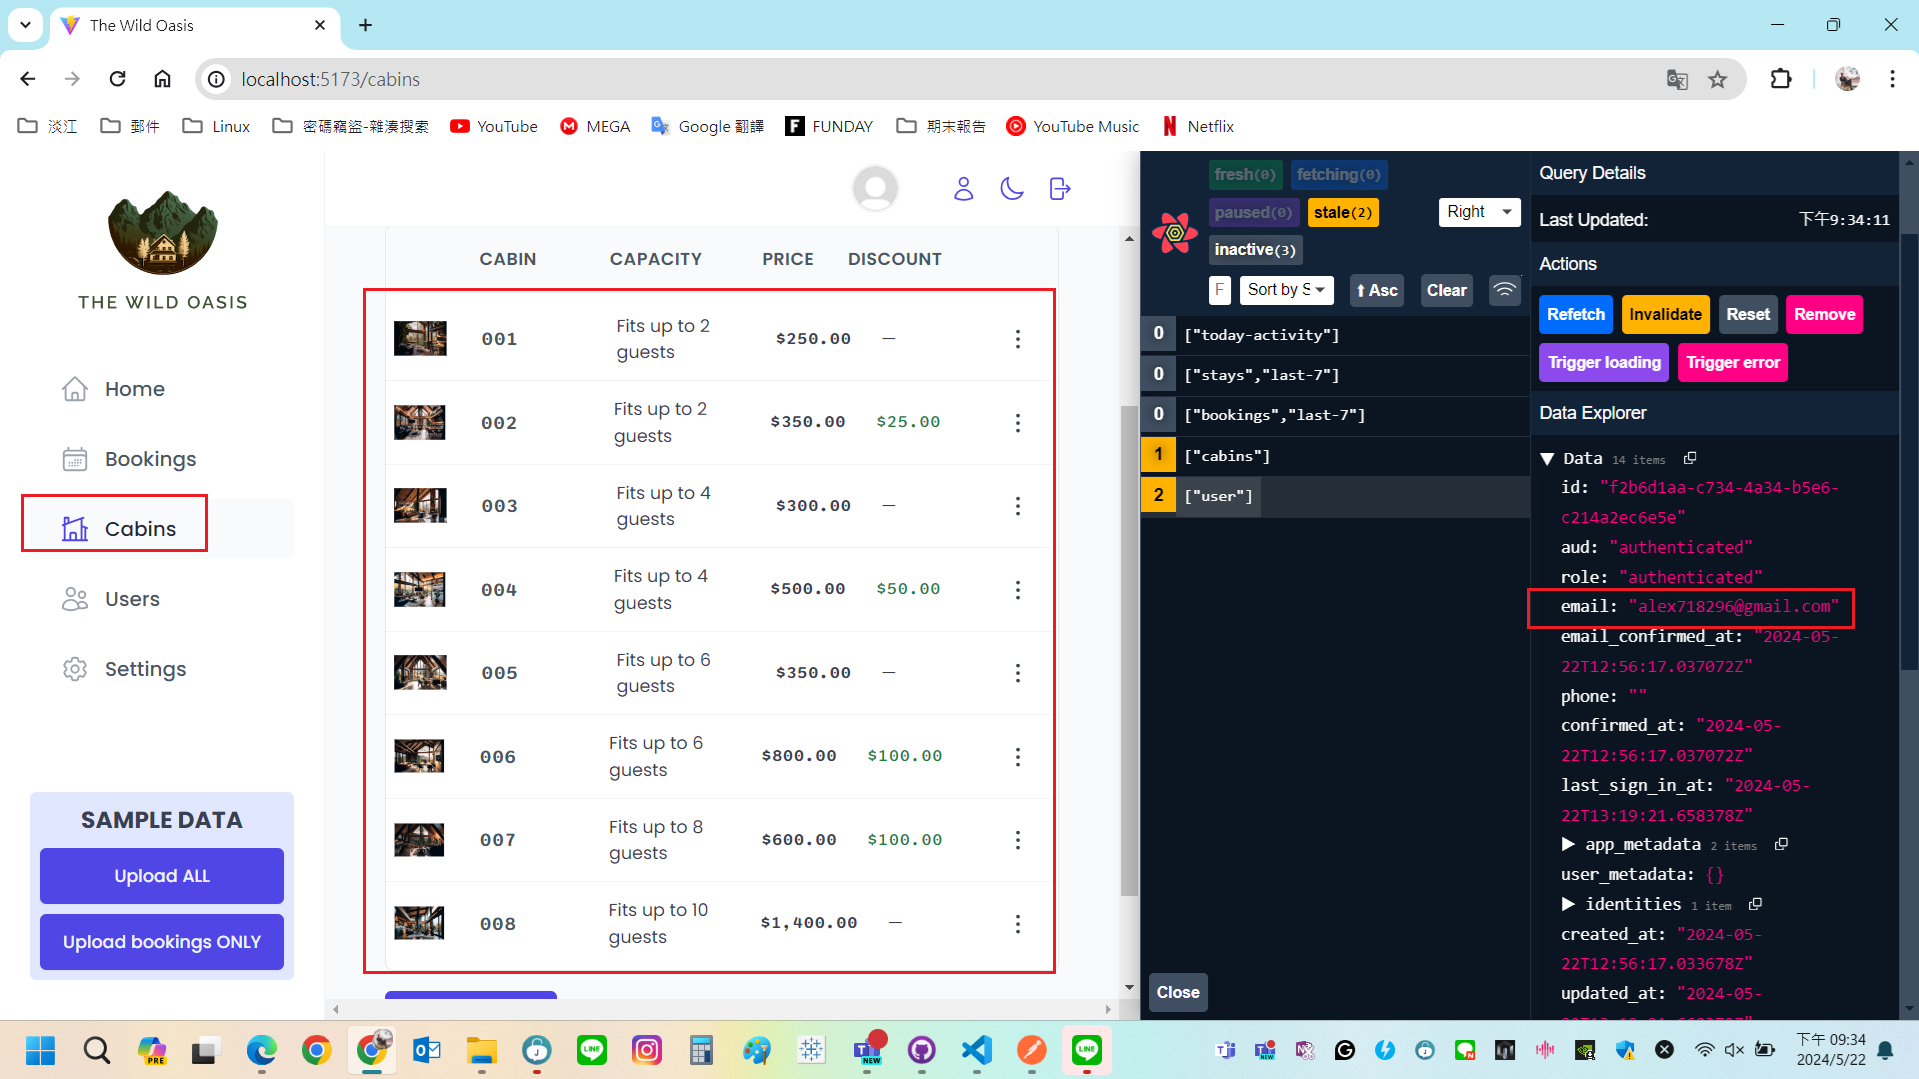 The Wild Oasis
localhost:5173/cabins
淡江
郵件
Linux
密碼竊盜-雜湊搜索
YouTube
MEGA
Google 翻譯
FUNDAY
期末報告
YouTube Music
Netflix
THE WILD OASIS
Home
Bookings
Cabins
Users
Settings
SAMPLE DATA
Upload ALL
Upload bookings ONLY
CABIN CAPACITY PRICE DISCOUNT
001 Fits up to 2 guests $250.00 —
002 Fits up to 2 guests $350.00 $25.00
003 Fits up to 4 guests $300.00 —
004 Fits up to 4 guests $500.00 $50.00
005 Fits up to 6 guests $350.00 —
006 Fits up to 6 guests $800.00 $100.00
007 Fits up to 8 guests $600.00 $100.00
008 Fits up to 10 guests $1,400.00 —
fresh(0) fetching(0)
paused(0) stale(2) Right
inactive(3)
F Sort by S Asc Clear
0 ["today-activity"]
0 ["stays","last-7"]
0 ["bookings","last-7"]
1 ["cabins"]
2 ["user"]
Close
Query Details
Last Updated: 下午9:34:11
Actions
Refetch Invalidate Reset Remove
Trigger loading Trigger error
Data Explorer
Data 14 items
id: "f2b6d1aa-c734-4a34-b5e6-
c214a2ec6e5e"
aud: "authenticated"
role: "authenticated"
email: "alex718296@gmail.com"
email_confirmed_at: "2024-05-
22T12:56:17.037072Z"
phone: ""
confirmed_at: "2024-05-
22T12:56:17.037072Z"
last_sign_in_at: "2024-05-
22T13:19:21.658378Z"
app_metadata 2 items
user_metadata: {}
identities 1 item
created_at: "2024-05-
22T12:56:17.033678Z"
updated_at: "2024-05-
PRE
LINE
NEW
下午 09:34
2024/5/22